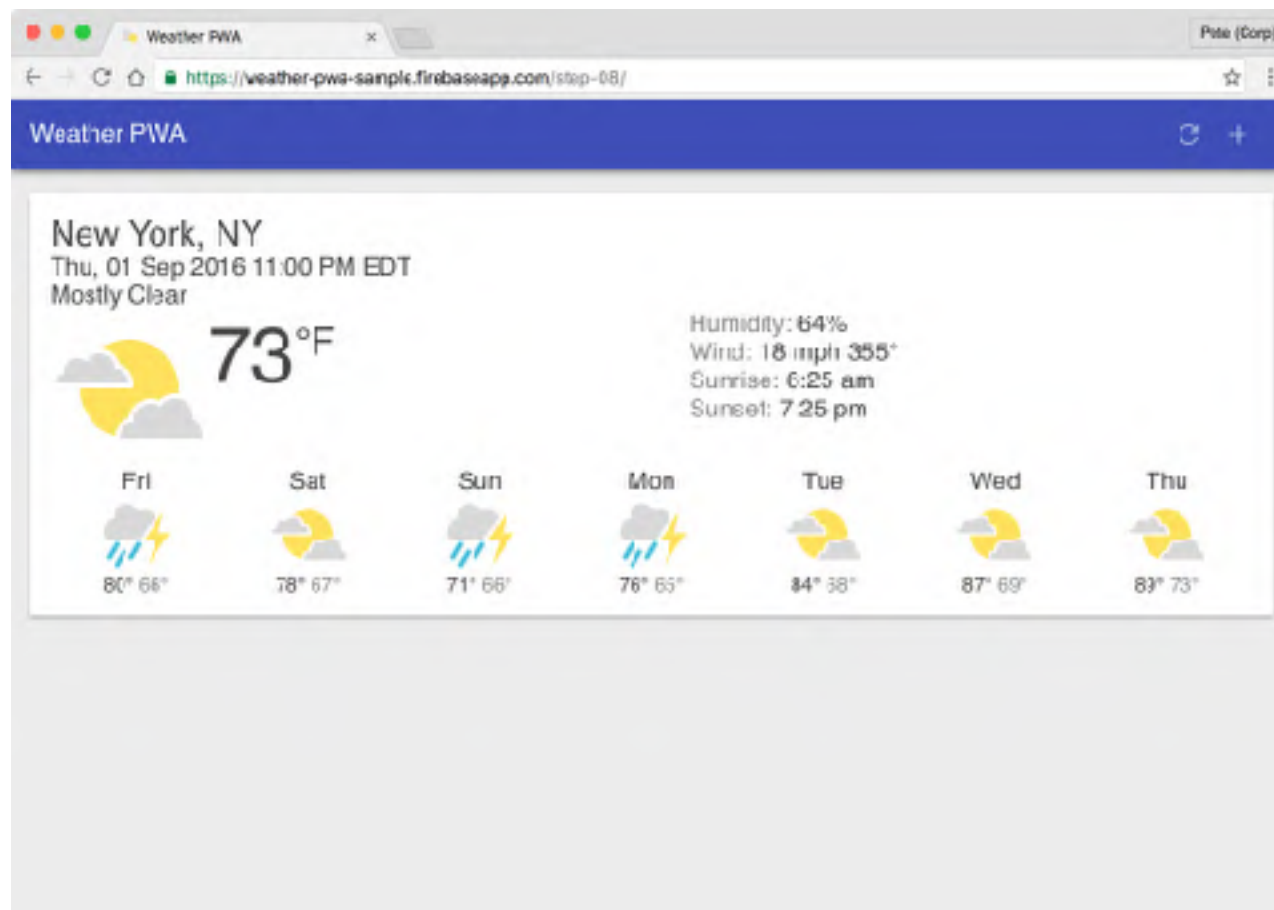 Weather PWA
Pete (Corp)
https://weather-pwa-sample.firebaseapp.com/step-08/
Weather PWA
New York, NY
Thu, 01 Sep 2016 11:00 PM EDT
Mostly Clear
73°F
Humidity: 64%
Wind: 18 mph 355°
Sunrise: 6:25 am
Sunset: 7:25 pm
Fri Sat Sun Mon Tue Wed Thu
80° 66° 78° 67° 71° 66° 76° 65° 84° 68° 87° 69° 89° 73°